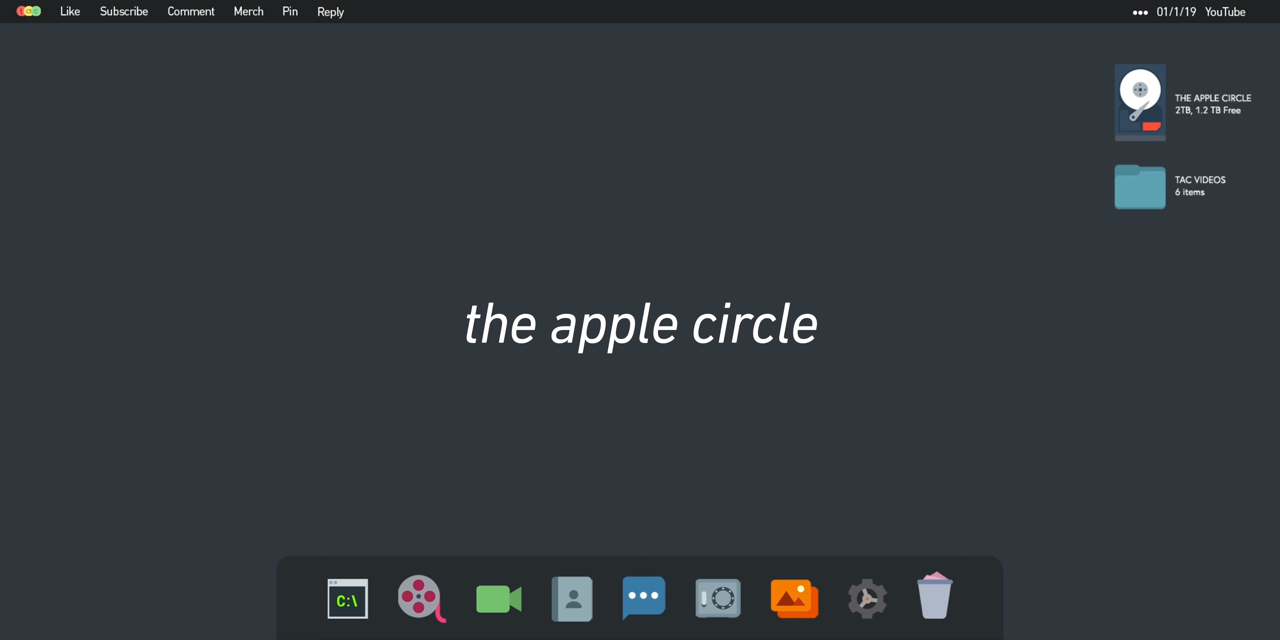 tac
Like Subscribe Comment Merch Pin Reply
••• 01/1/19 YouTube
THE APPLE CIRCLE
2TB, 1.2 TB Free
TAC VIDEOS
6 items
the apple circle
C:\